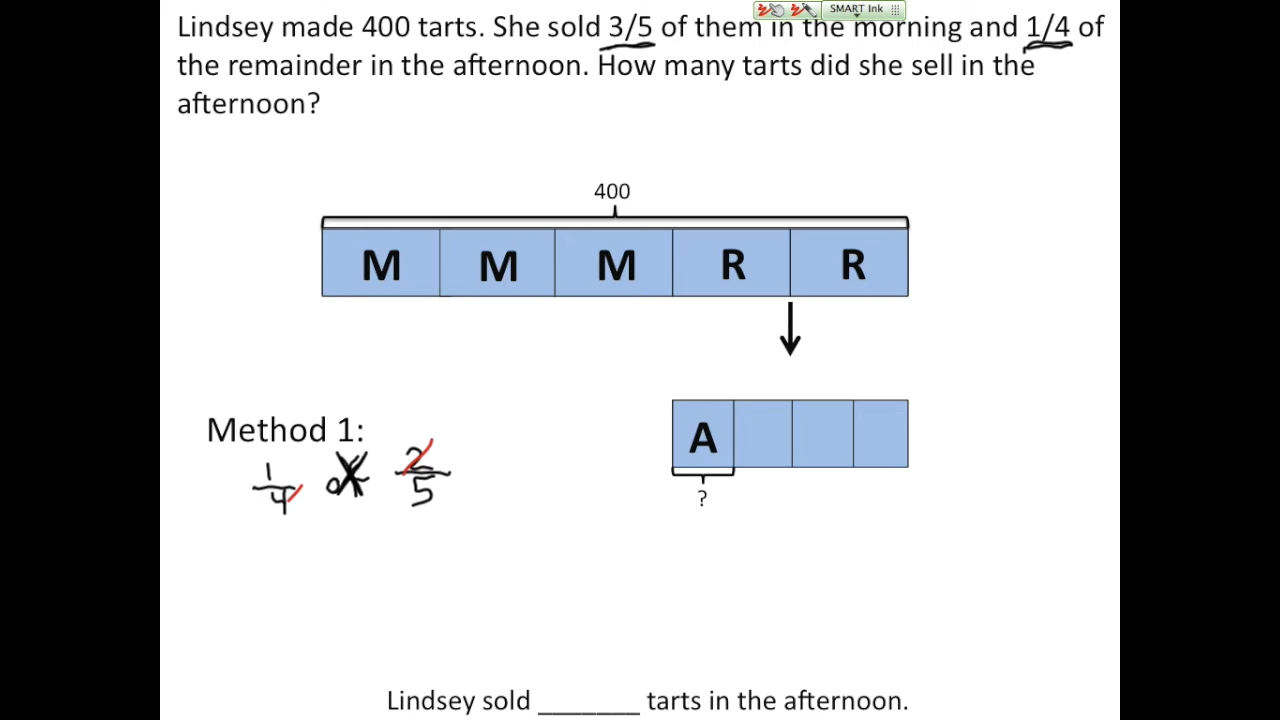 SMART Ink
Lindsey made 400 tarts. She sold 3/5 of them in the morning and 1/4 of
the remainder in the afternoon. How many tarts did she sell in the
afternoon?
400
M M M R R
Method 1:
A
1/4 of × 2/5
?
Lindsey sold _______ tarts in the afternoon.